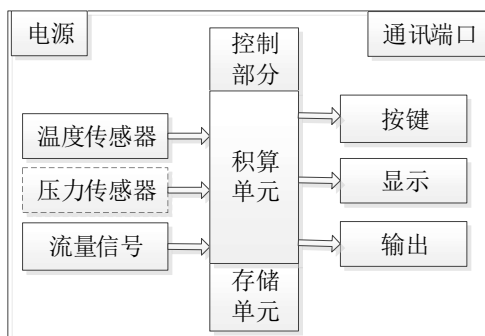 电源
控制
部分
通讯端口
温度传感器
压力传感器
流量信号
积算
单元
按键
显示
输出
存储
单元